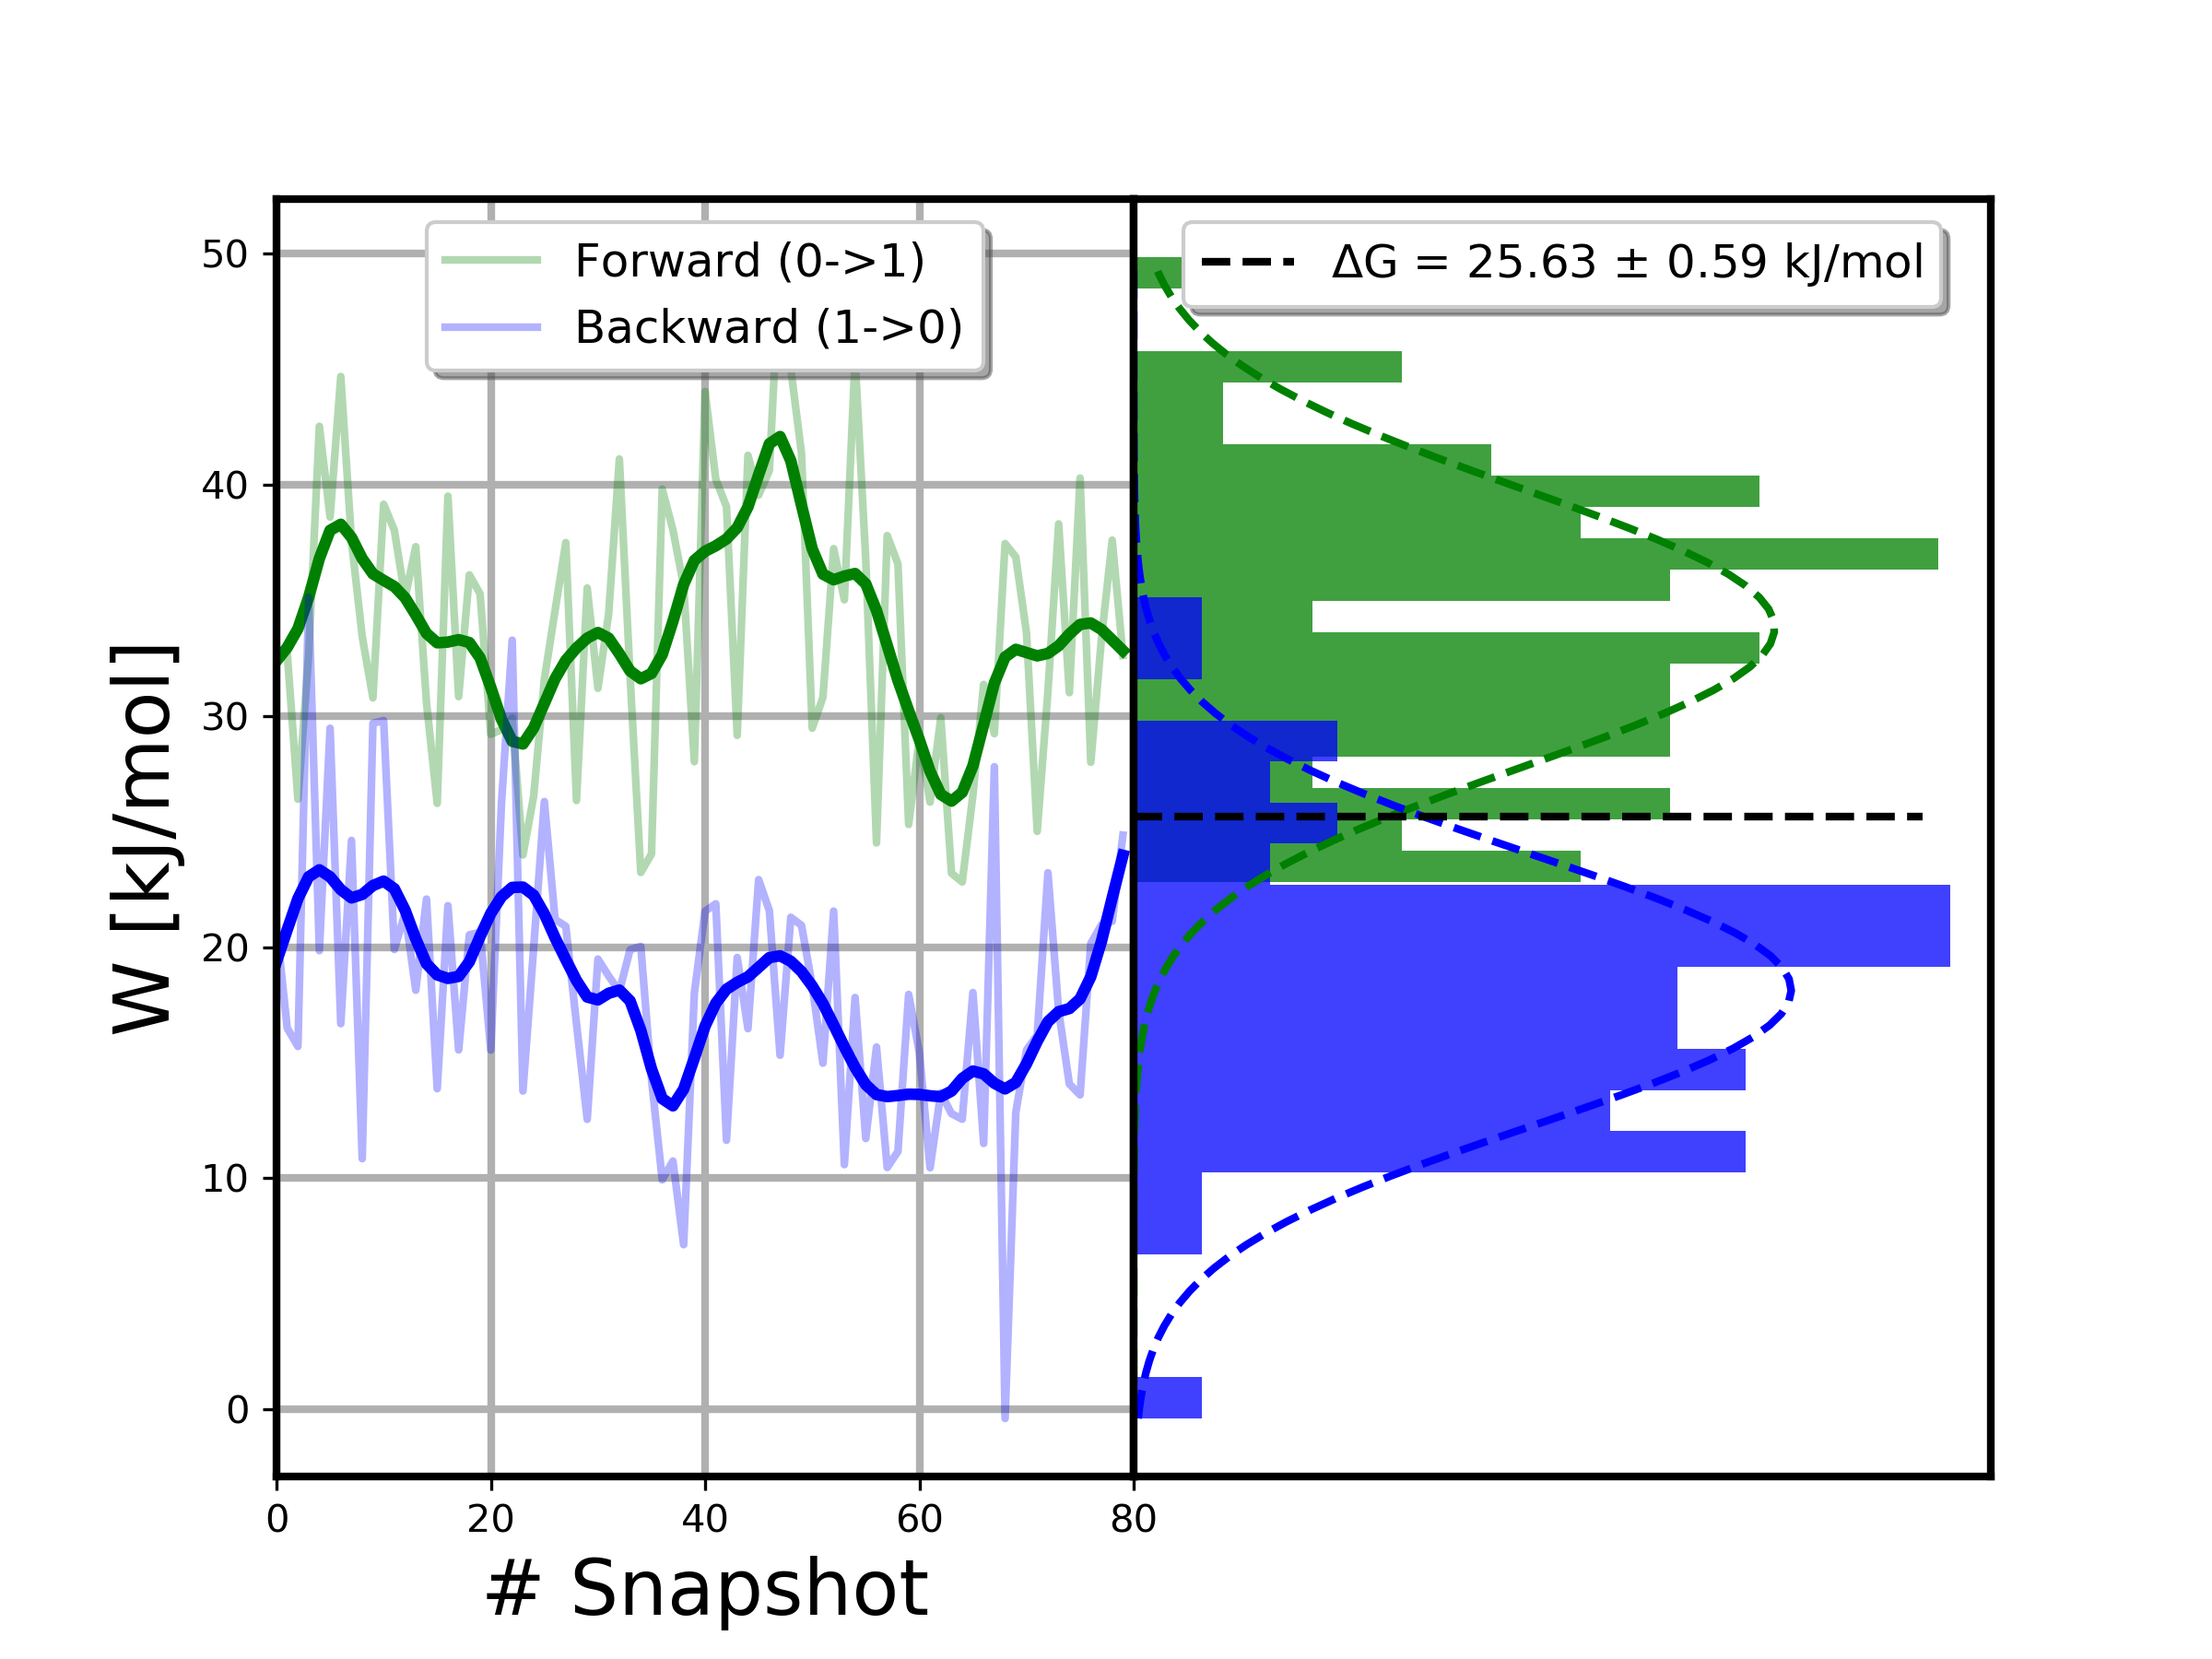 Forward (0->1)
Backward (1->0)
ΔG = 25.63 ± 0.59 kJ/mol
W [kJ/mol]
50
40
30
20
10
0
0 20 40 60 80
# Snapshot